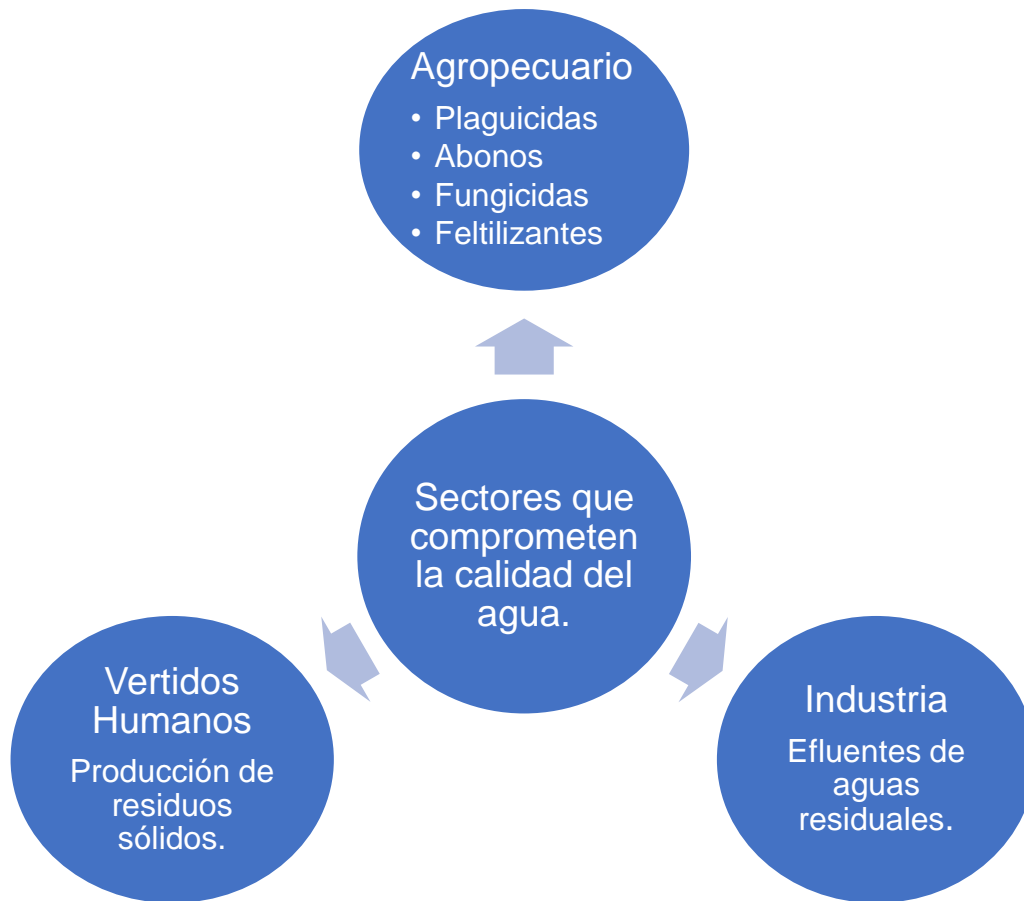 Agropecuario
• Plaguicidas
• Abonos
• Fungicidas
• Feltilizantes
Sectores que
comprometen
la calidad del
agua.
Vertidos
Humanos
Producción de
residuos
sólidos.
Industria
Efluentes de
aguas
residuales.